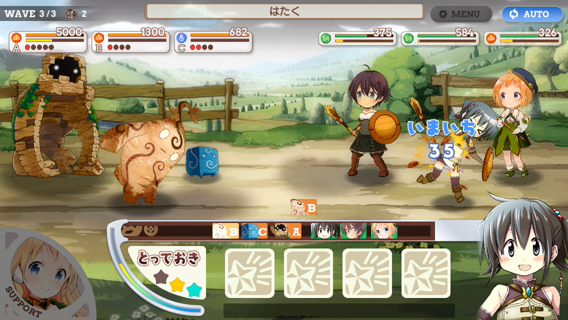 WAVE 3/3 2
はたく
MENU
AUTO
5000
A
1300
B
682
C
375
584
326
いまいち
35
B
B C A
とっておき
SUPPORT